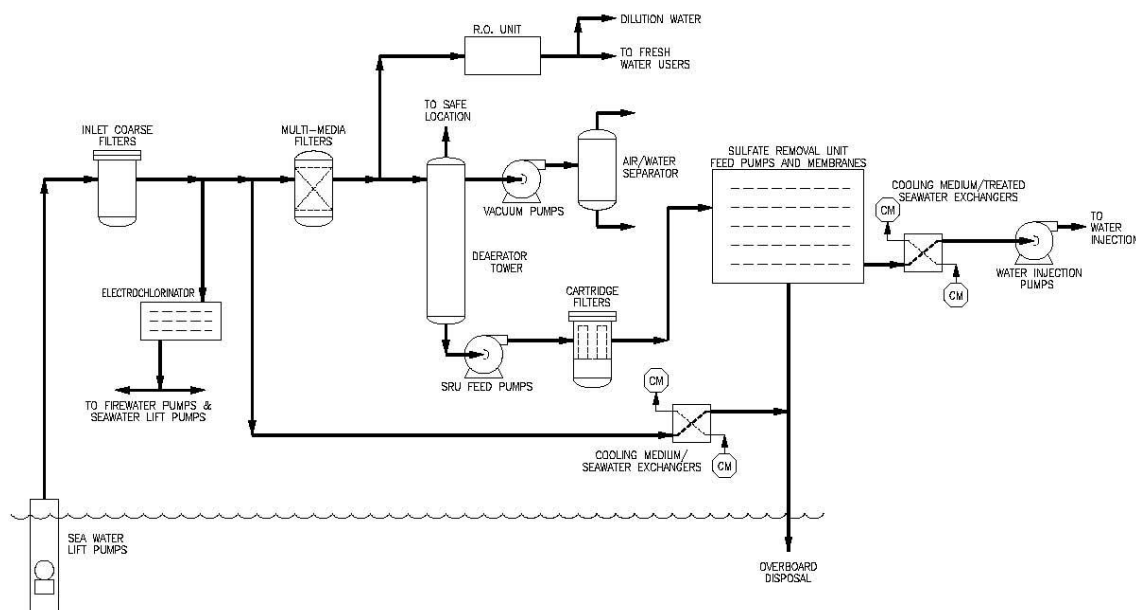 DILUTION WATER
R.O. UNIT
TO FRESH
WATER USERS
TO SAFE
LOCATION
INLET COARSE
FILTERS
MULTI-MEDIA
FILTERS
AIR/WATER
SEPARATOR
VACUUM PUMPS
SULFATE REMOVAL UNIT
FEED PUMPS AND MEMBRANES
COOLING MEDIUM/TREATED
SEAWATER EXCHANGERS
CM
TO
WATER
INJECTION
WATER INJECTION
PUMPS
CM
DEAERATOR
TOWER
ELECTROCHLORINATOR
CARTRIDGE
FILTERS
SRU FEED PUMPS
CM
TO FIREWATER PUMPS &
SEAWATER LIFT PUMPS
COOLING MEDIUM/
SEAWATER EXCHANGERS
CM
SEA WATER
LIFT PUMPS
OVERBOARD
DISPOSAL